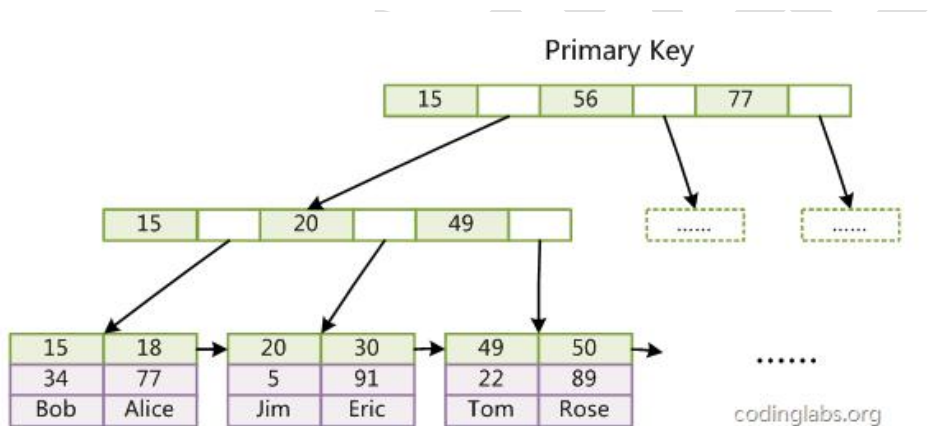 Primary Key
15 56 77
15 20 49
...... ......
15 18 20 30 49 50
34 77 5 91 22 89
Bob Alice Jim Eric Tom Rose
......
codinglabs.org